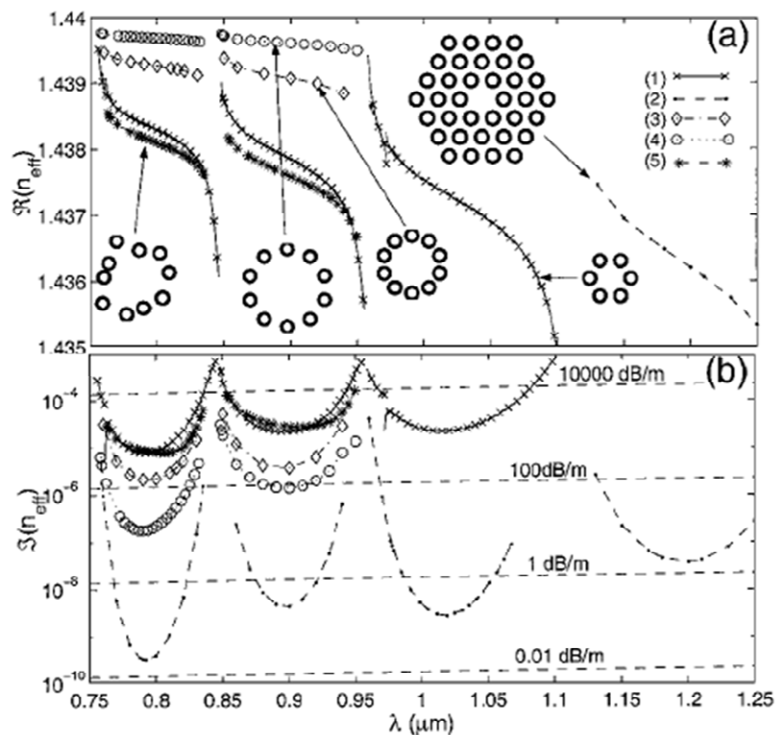 1.44
(a)
1.439
(1)
(2)
(3)
(4)
(5)
1.438
ℜ(n_eff)
1.437
1.436
1.435
(b)
10^-4
10000 dB/m
100dB/m
10^-6
ℑ(n_eff)
1 dB/m
10^-8
0.01 dB/m
10^-10
0.75 0.8 0.85 0.9 0.95 1 1.05 1.1 1.15 1.2 1.25
λ (μm)